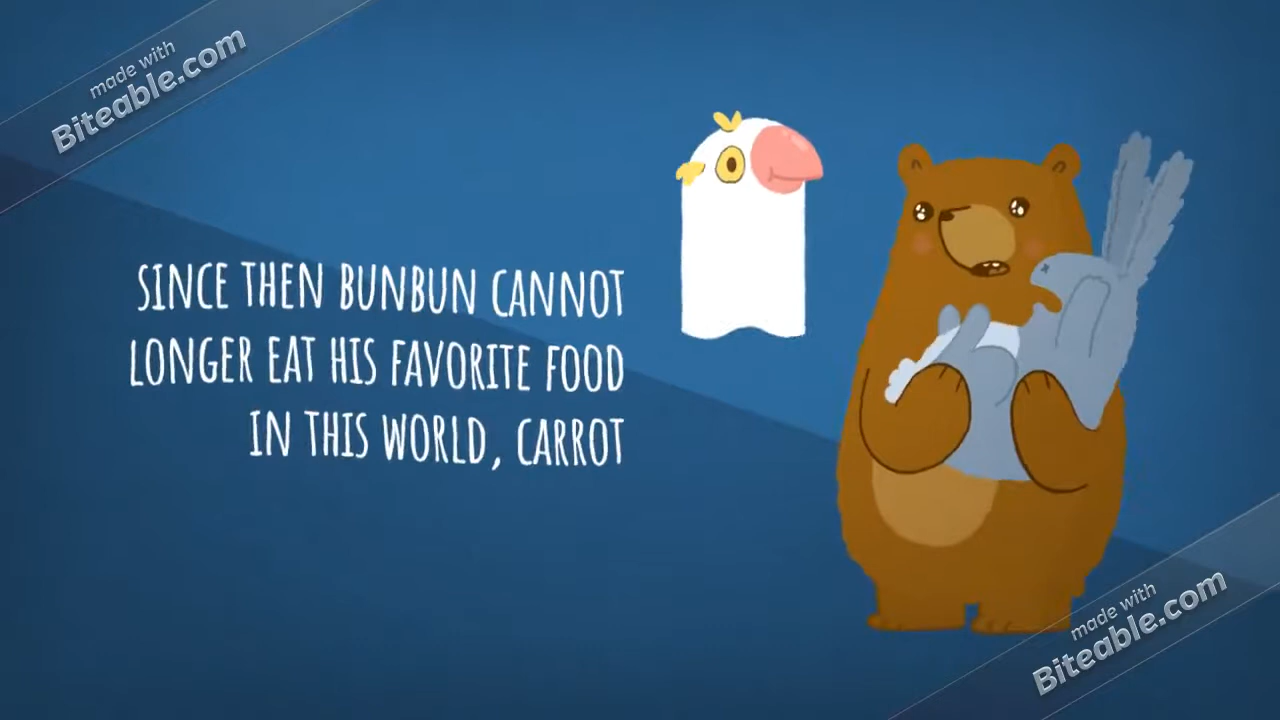 made with
Biteable.com
SINCE THEN BUNBUN CANNOT
LONGER EAT HIS FAVORITE FOOD
IN THIS WORLD, CARROT
made with
Biteable.com